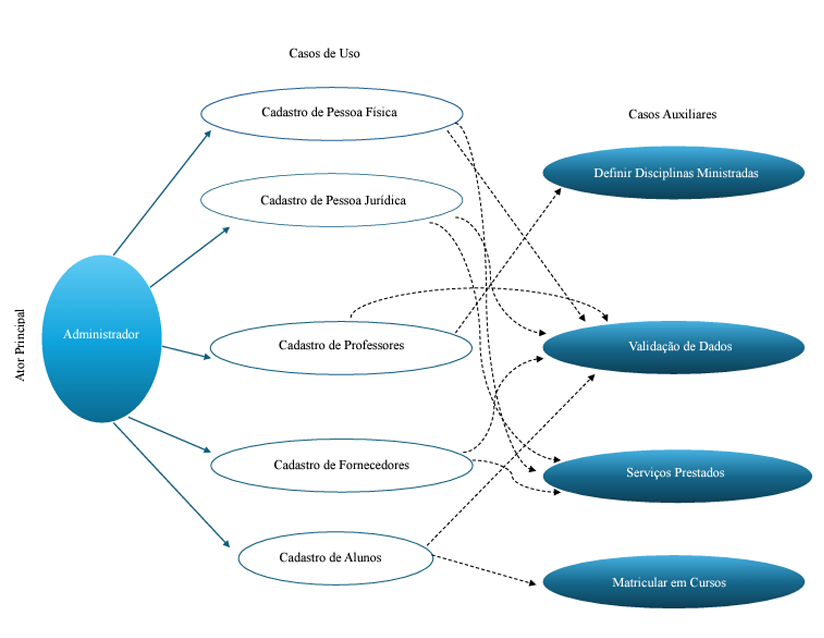 Casos de Uso
Cadastro de Pessoa Física
Casos Auxiliares
Definir Disciplinas Ministradas
Cadastro de Pessoa Jurídica
Ator Principal
Administrador
Cadastro de Professores
Validação de Dados
Cadastro de Fornecedores
Serviços Prestados
Cadastro de Alunos
Matricular em Cursos